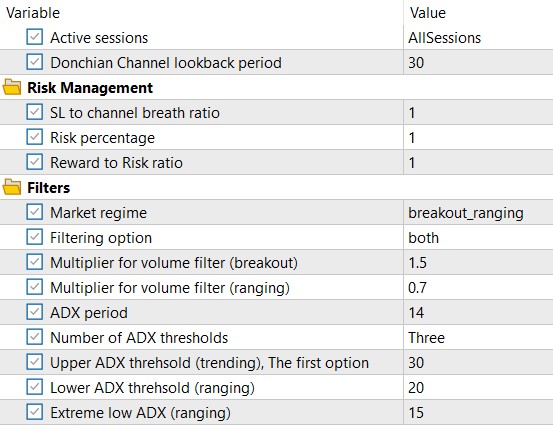 Variable Value
Active sessions AllSessions
Donchian Channel lookback period 30
Risk Management
SL to channel breath ratio 1
Risk percentage 1
Reward to Risk ratio 1
Filters
Market regime breakout_ranging
Filtering option both
Multiplier for volume filter (breakout) 1.5
Multiplier for volume filter (ranging) 0.7
ADX period 14
Number of ADX thresholds Three
Upper ADX threhsold (trending), The first option 30
Lower ADX threhsold (ranging) 20
Extreme low ADX (ranging) 15